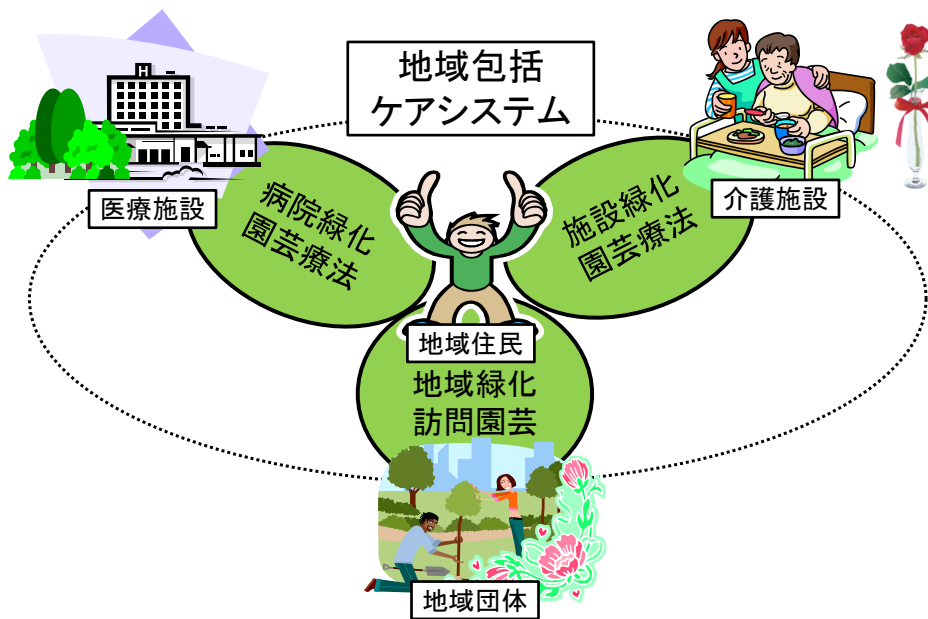 地域包括
ケアシステム
医療施設
病院緑化
園芸療法
施設緑化
園芸療法
介護施設
地域住民
地域緑化
訪問園芸
地域団体